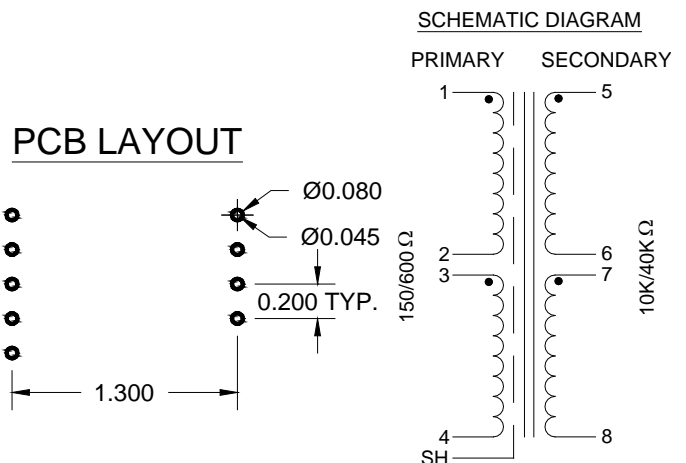 SCHEMATIC DIAGRAM
PRIMARY SECONDARY
1 5
PCB LAYOUT
Ø0.080
Ø0.045
0.200 TYP.
1.300
150/600 Ω
10K/40K Ω
2 6
3 7
4 8
SH